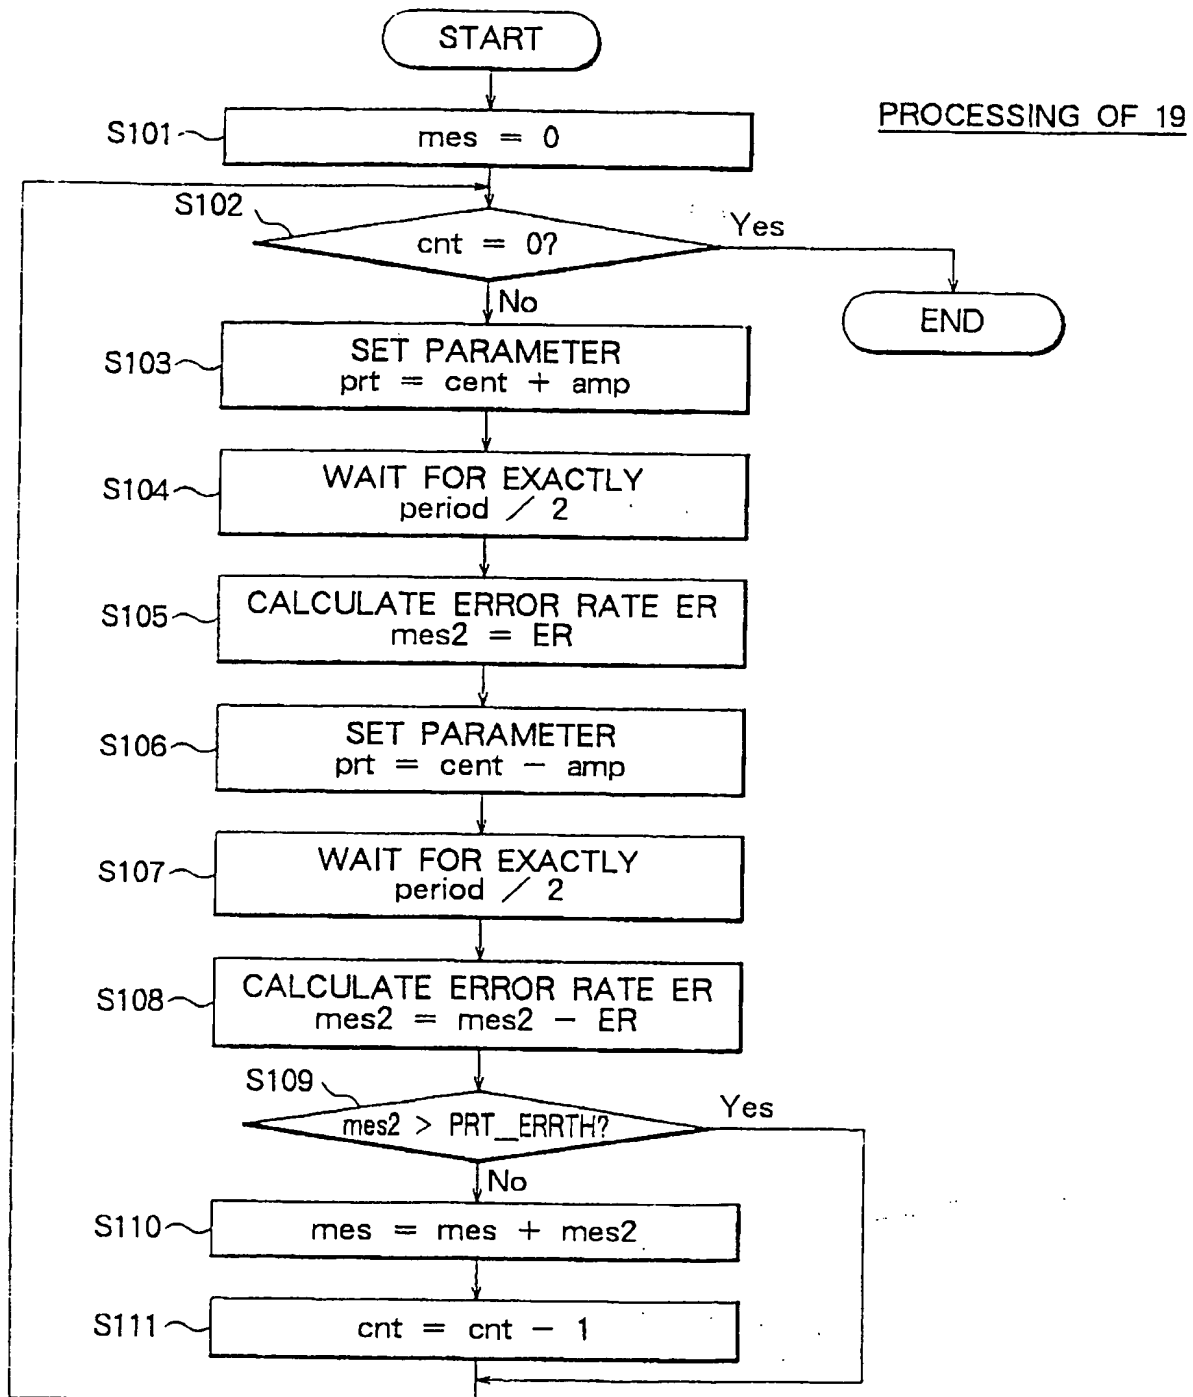 START
PROCESSING OF 19
S101
mes = 0
S102
cnt = 0?
Yes
No
END
S103
SET PARAMETER
prt = cent + amp
S104
WAIT FOR EXACTLY
period / 2
S105
CALCULATE ERROR RATE ER
mes2 = ER
S106
SET PARAMETER
prt = cent - amp
S107
WAIT FOR EXACTLY
period / 2
S108
CALCULATE ERROR RATE ER
mes2 = mes2 - ER
S109
mes2 > PRT_ERRTH?
Yes
No
S110
mes = mes + mes2
S111
cnt = cnt - 1